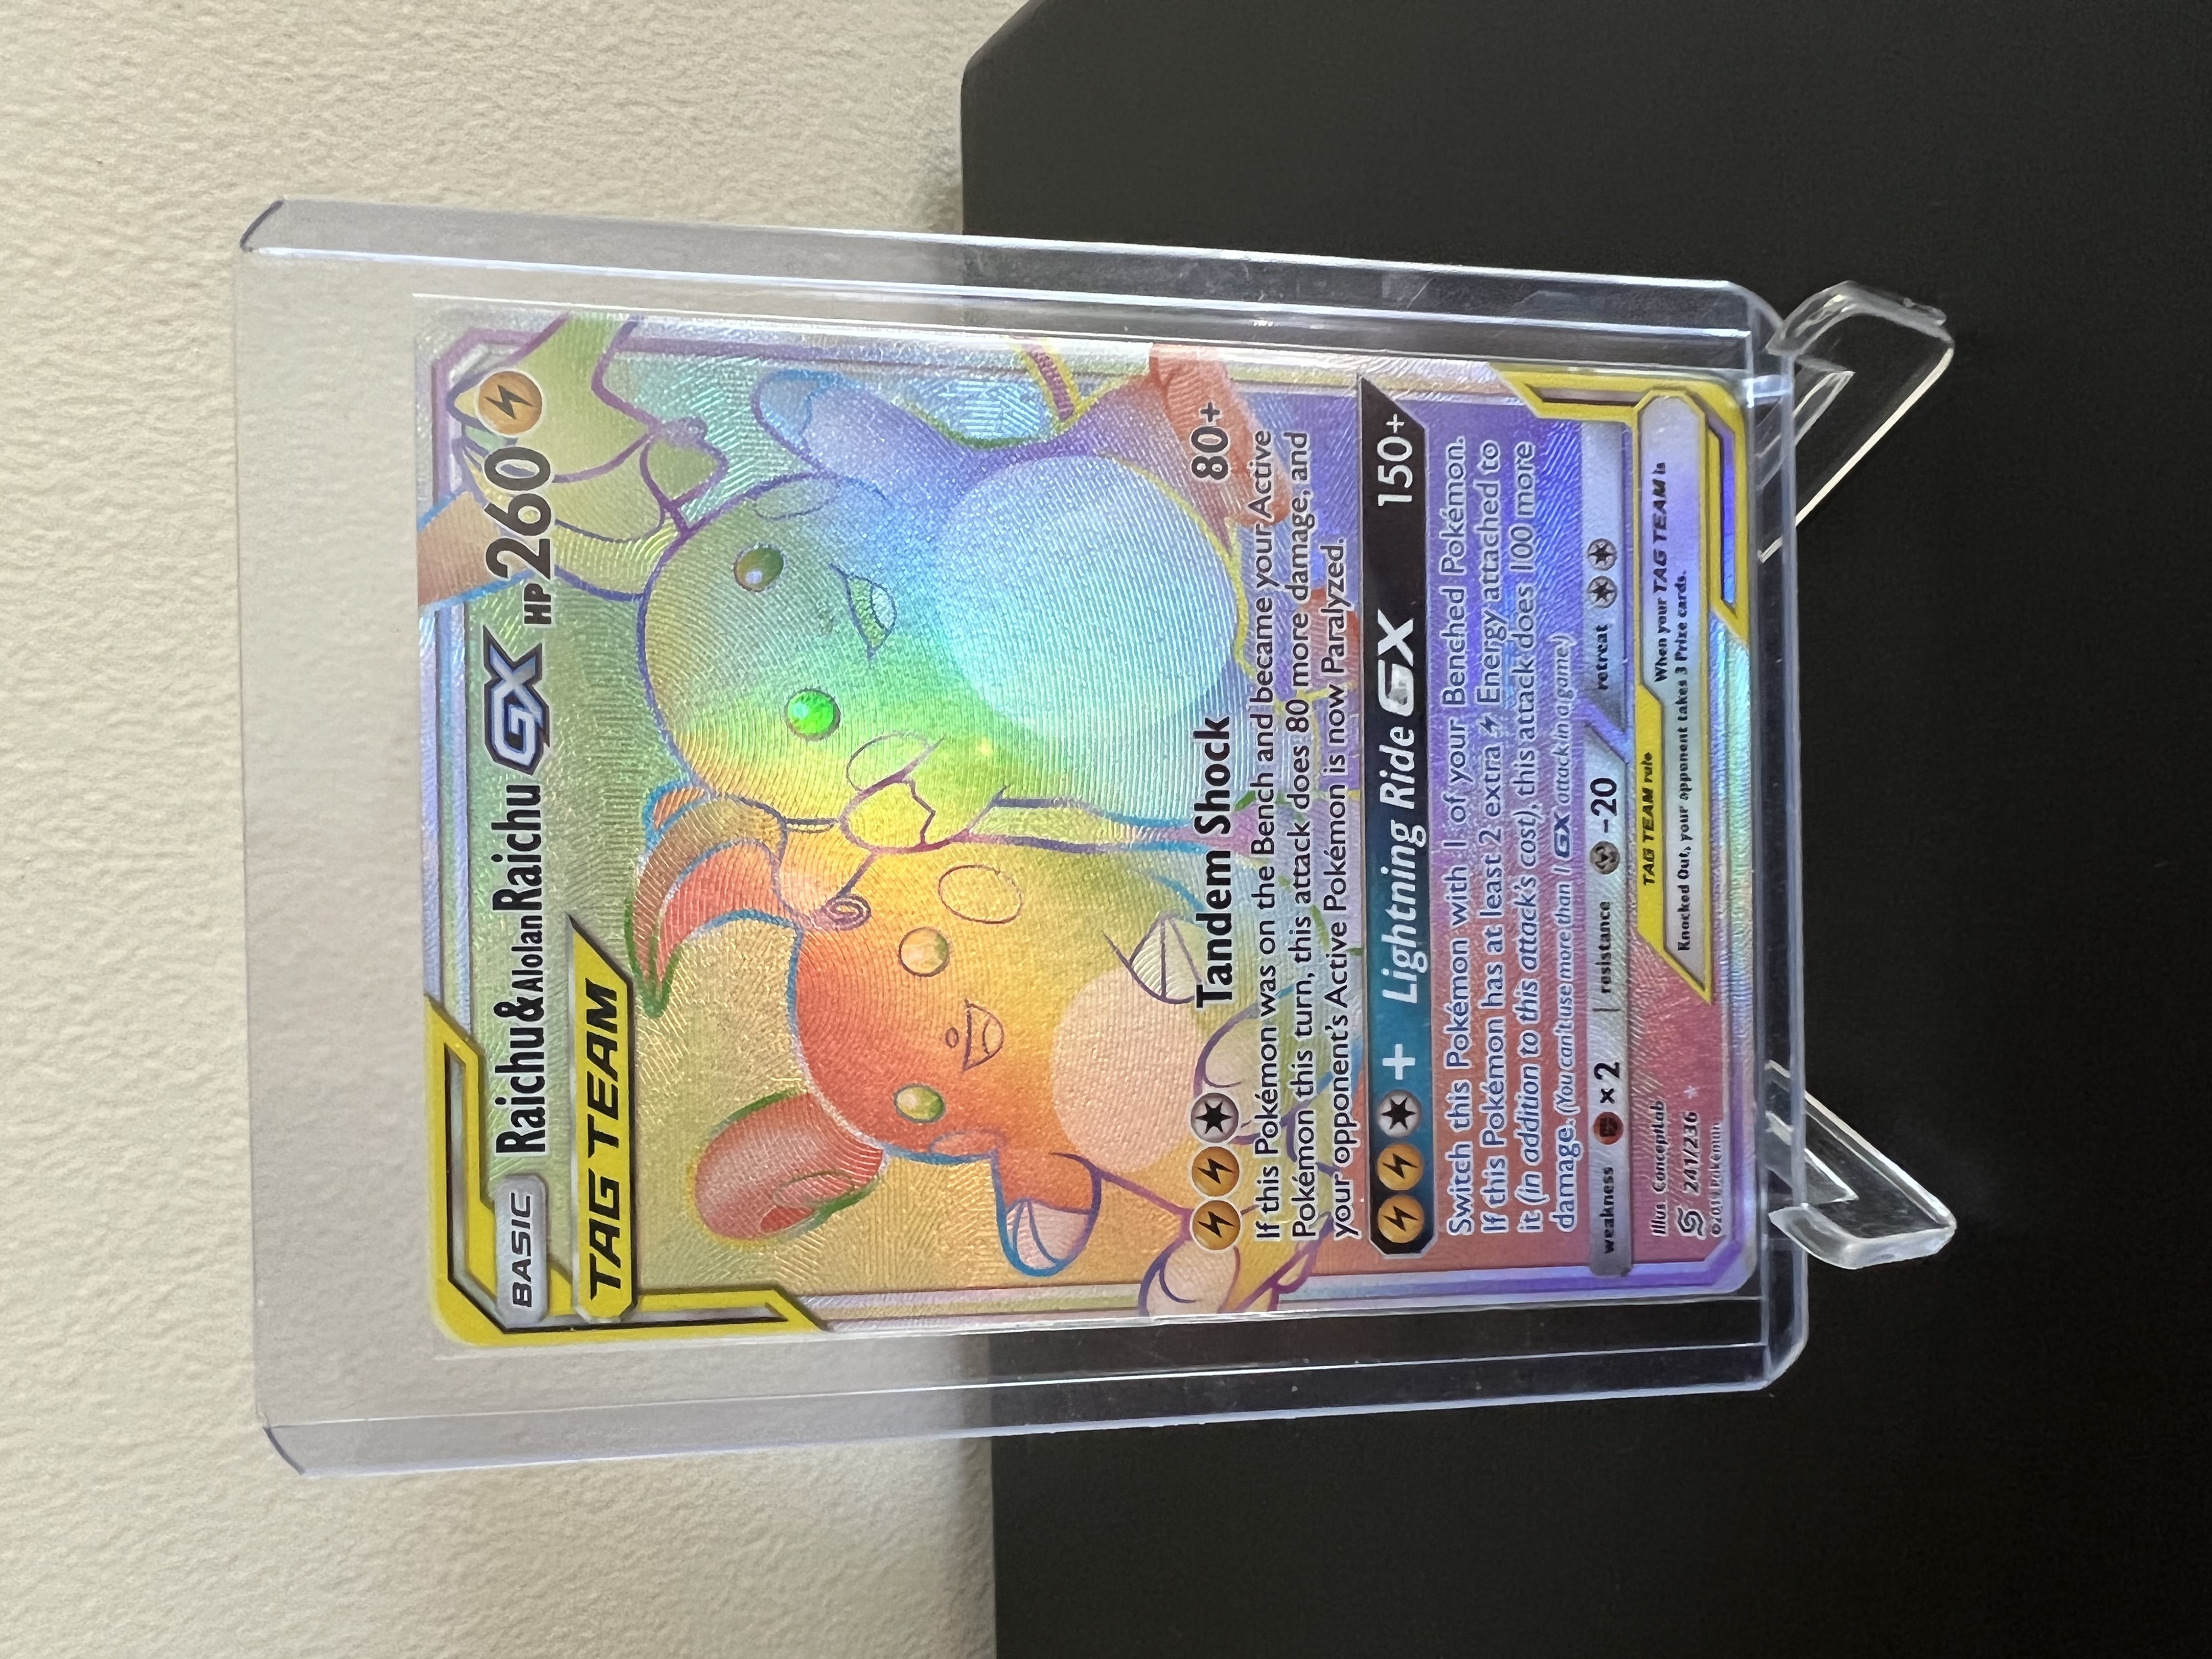 BASIC Raichu & Alolan Raichu GX HP 260
TAG TEAM
Tandem Shock 80+
If this Pokémon was on the Bench and became your Active
Pokémon this turn, this attack does 80 more damage, and
your opponent's Active Pokémon is now Paralyzed.
+ Lightning Ride GX 150+
Switch this Pokémon with 1 of your Benched Pokémon.
If this Pokémon has at least 2 extra Energy attached to
it (in addition to this attack's cost), this attack does 100 more
damage. (You can't use more than 1 GX attack in a game.)
weakness ×2 resistance -20 retreat
Illus. ConceptLab
241/236
©2019 Pokémon
TAG TEAM rule
When your TAG TEAM is
Knocked Out, your opponent takes 3 Prize cards.